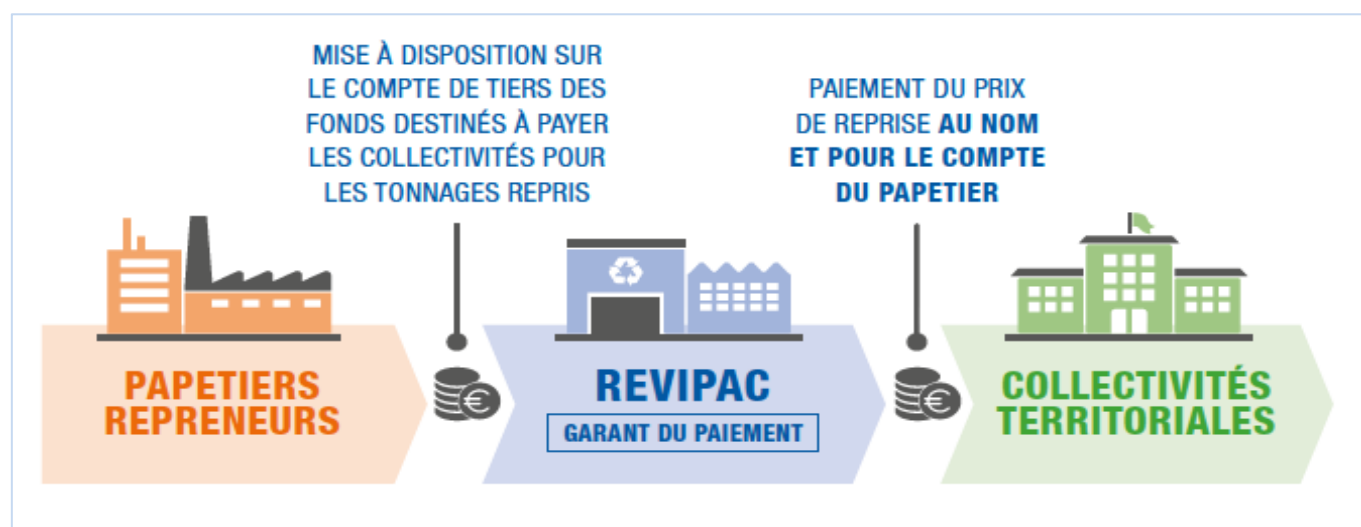 MISE À DISPOSITION SUR
LE COMPTE DE TIERS DES
FONDS DESTINÉS À PAYER
LES COLLECTIVITÉS POUR
LES TONNAGES REPRIS
PAIEMENT DU PRIX
DE REPRISE AU NOM
ET POUR LE COMPTE
DU PAPETIER
PAPETIERS
REPRENEURS
€
REVIPAC
GARANT DU PAIEMENT
€
COLLECTIVITÉS
TERRITORIALES